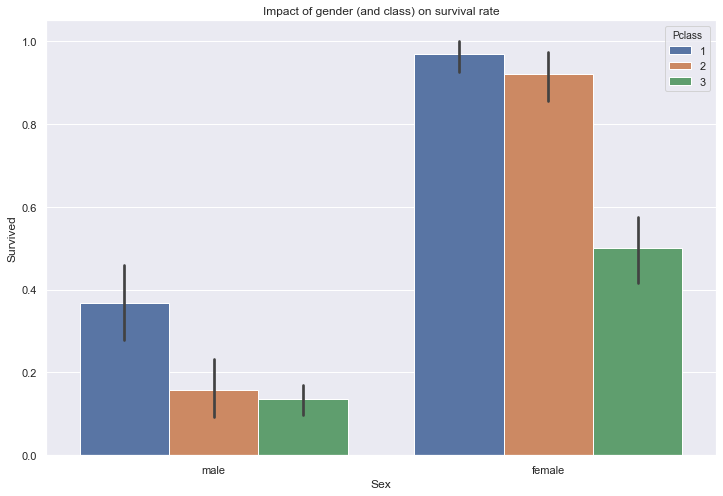 Impact of gender (and class) on survival rate
Pclass
1
2
3
Survived
1.0
0.8
0.6
0.4
0.2
0.0
male
female
Sex